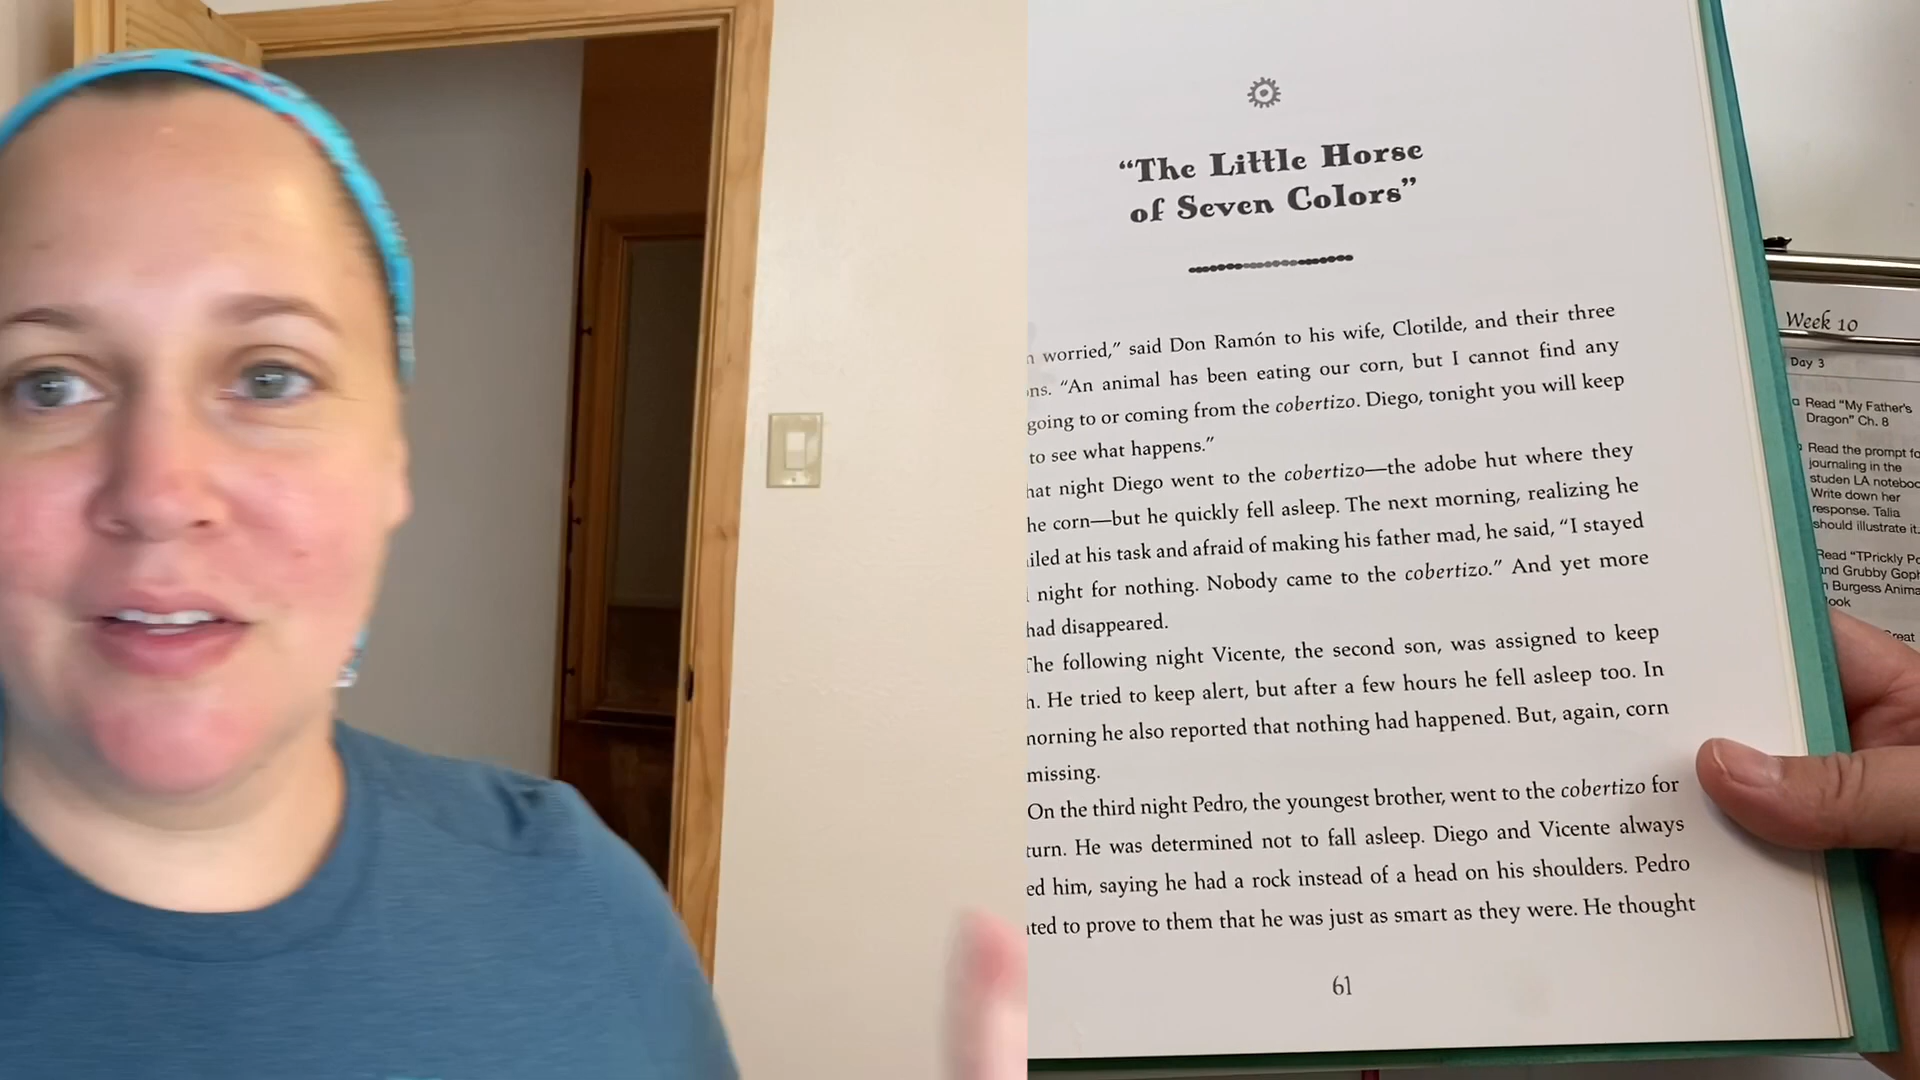 “The Little Horse
of Seven Colors”
worried,” said Don Ramón to his wife, Clotilde, and their three
“An animal has been eating our corn, but I cannot find any
going to or coming from the cobertizo. Diego, tonight you will keep
to see what happens.”
night Diego went to the cobertizo—the adobe hut where they
corn—but he quickly fell asleep. The next morning, realizing he
at his task and afraid of making his father mad, he said, “I stayed
night for nothing. Nobody came to the cobertizo.” And yet more
had disappeared.
The following night Vicente, the second son, was assigned to keep
He tried to keep alert, but after a few hours he fell asleep too. In
morning he also reported that nothing had happened. But, again, corn
missing.
On the third night Pedro, the youngest brother, went to the cobertizo for
turn. He was determined not to fall asleep. Diego and Vicente always
him, saying he had a rock instead of a head on his shoulders. Pedro
to prove to them that he was just as smart as they were. He thought
61
Week 10
Day 3
Read “My Father's
Dragon” Ch. 8
Read the prompt
journaling in the
studen LA
Write down her
response. Talia
should illustrate it.
Read “TPrickly
and Grubby
Burgess